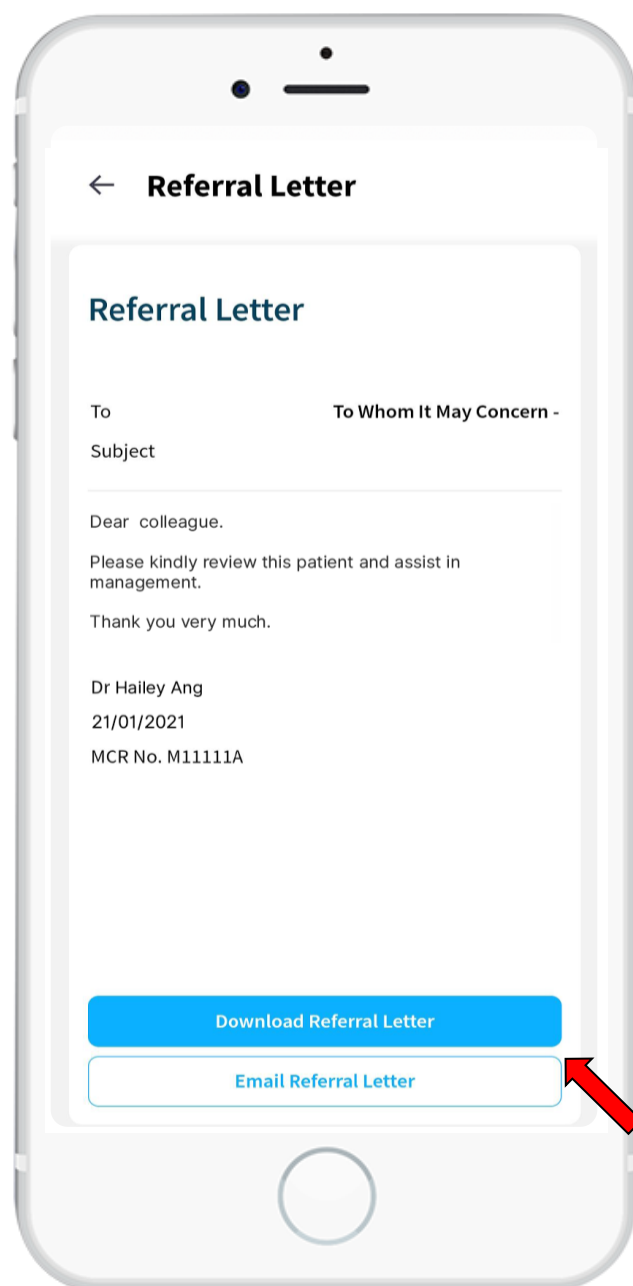 Referral Letter
Referral Letter
To To Whom It May Concern -
Subject
Dear colleague.
Please kindly review this patient and assist in
management.
Thank you very much.
Dr Hailey Ang
21/01/2021
MCR No. M11111A
Download Referral Letter
Email Referral Letter